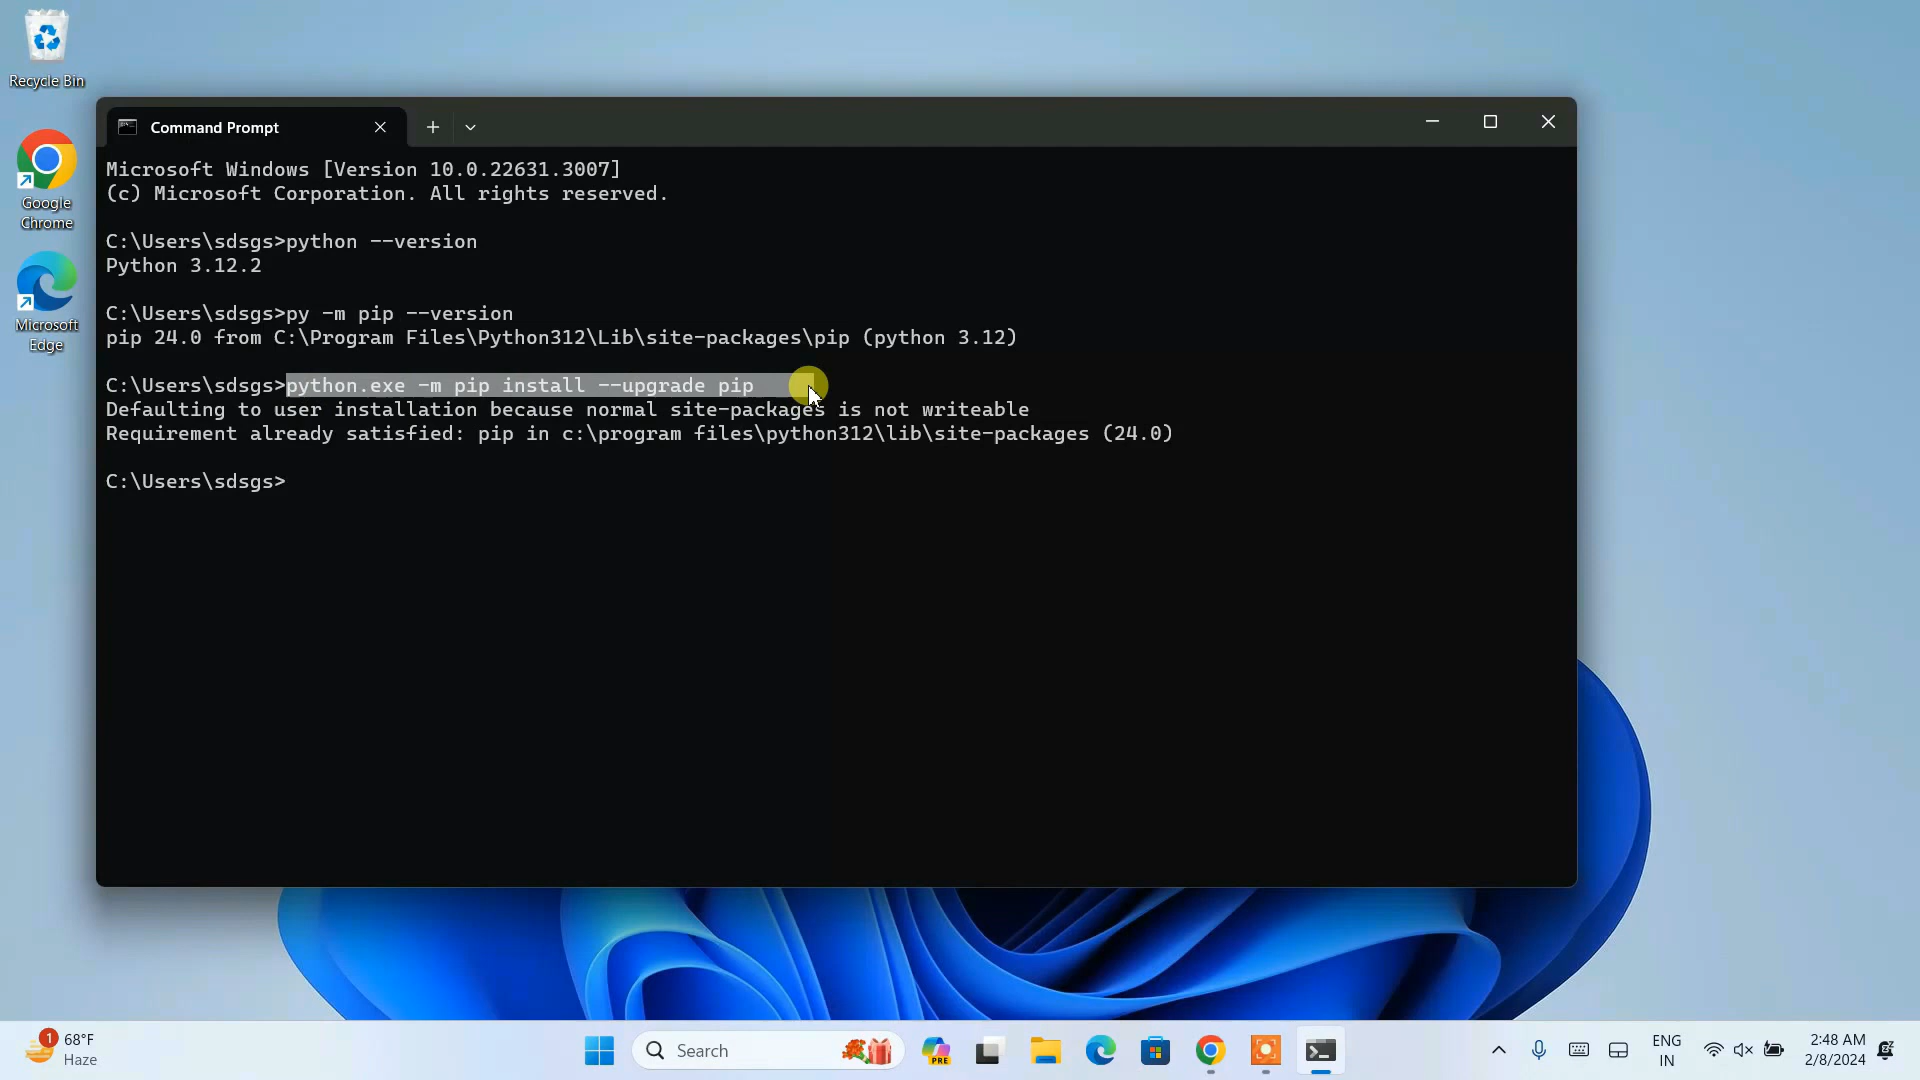 Recycle Bin
Google
Chrome
Microsoft
Edge
Command Prompt
Microsoft Windows [Version 10.0.22631.3007]
(c) Microsoft Corporation. All rights reserved.
C:\Users\sdsgs>python --version
Python 3.12.2
C:\Users\sdsgs>py -m pip --version
pip 24.0 from C:\Program Files\Python312\Lib\site-packages\pip (python 3.12)
C:\Users\sdsgs>python.exe -m pip install --upgrade pip
Defaulting to user installation because normal site-packages is not writeable
Requirement already satisfied: pip in c:\program files\python312\lib\site-packages (24.0)
C:\Users\sdsgs>
1
68°F
Haze
Search
PRE
ENG
IN
2:48 AM
2/8/2024